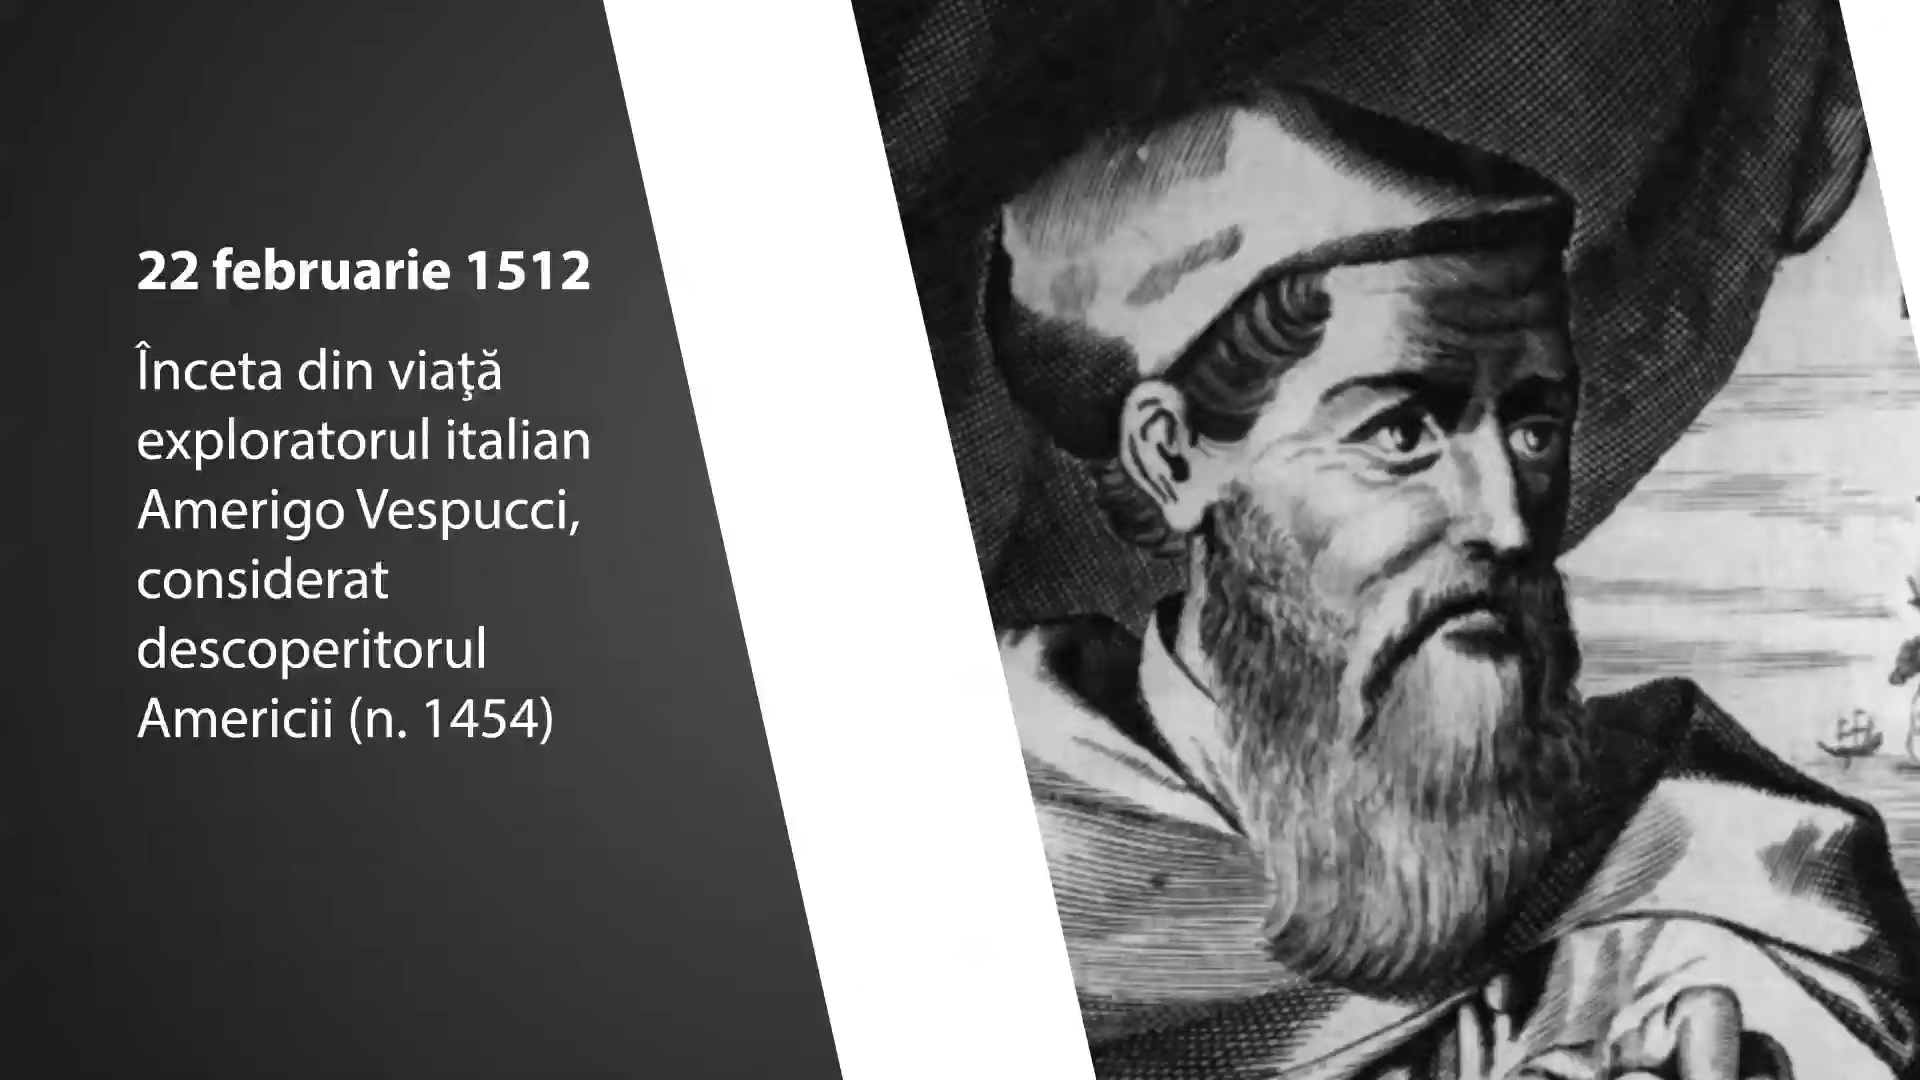 22 februarie 1512
Înceta din viaţă
exploratorul italian
Amerigo Vespucci,
considerat
descoperitorul
Americii (n. 1454)